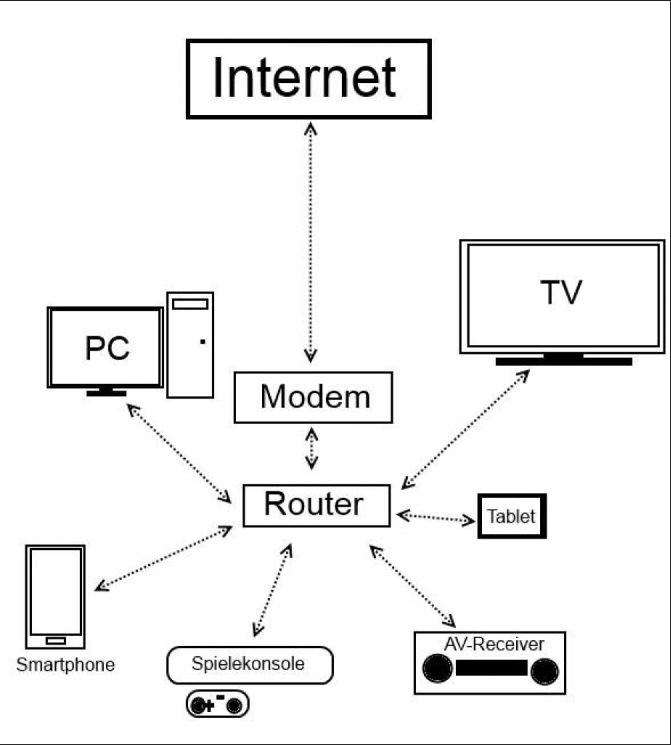 Internet
TV
PC
Modem
Router
Tablet
Smartphone
Spielekonsole
AV-Receiver